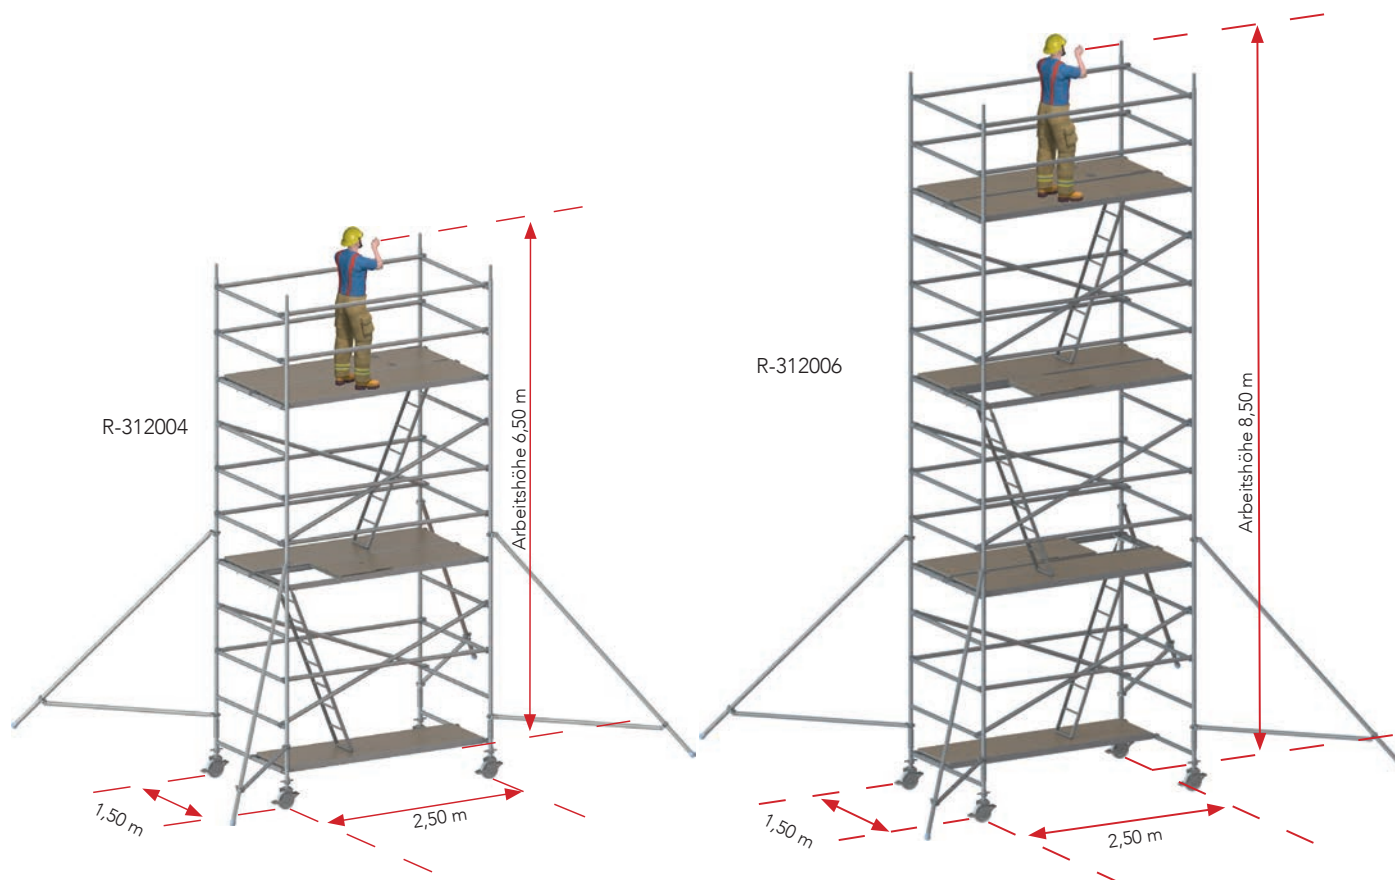 R-312004
Arbeitshöhe 6,50 m
1,50 m
2,50 m
R-312006
Arbeitshöhe 8,50 m
1,50 m
2,50 m